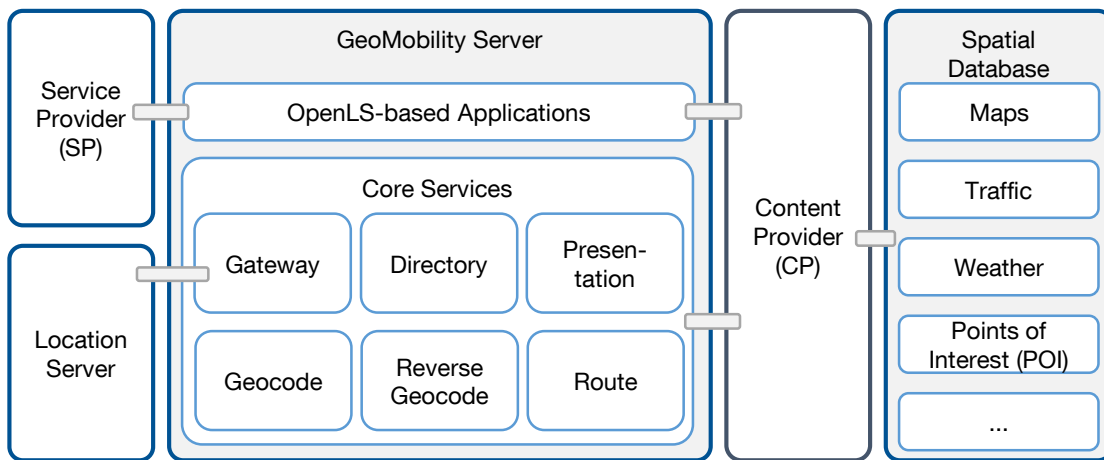 Service
Provider
(SP)
Location
Server
GeoMobility Server
OpenLS-based Applications
Core Services
Gateway
Directory
Presen-
tation
Geocode
Reverse
Geocode
Route
Content
Provider
(CP)
Spatial
Database
Maps
Traffic
Weather
Points of
Interest (POI)
...